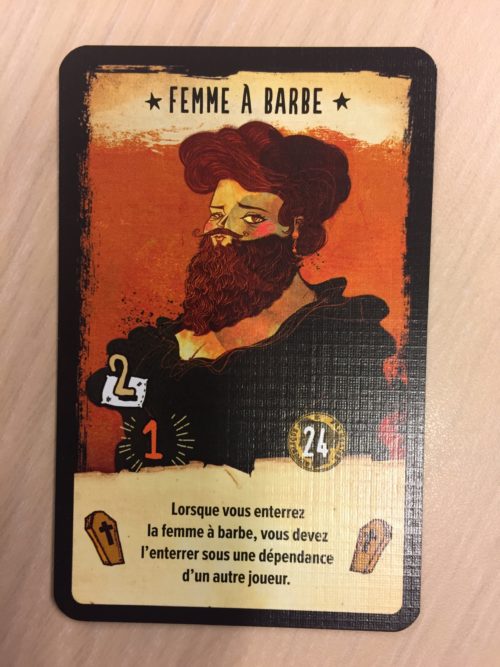 ★ FEMME À BARBE ★
2
1
24
Lorsque vous enterrez
la femme à barbe, vous devez
l'enterrer sous une dépendance
d'un autre joueur.